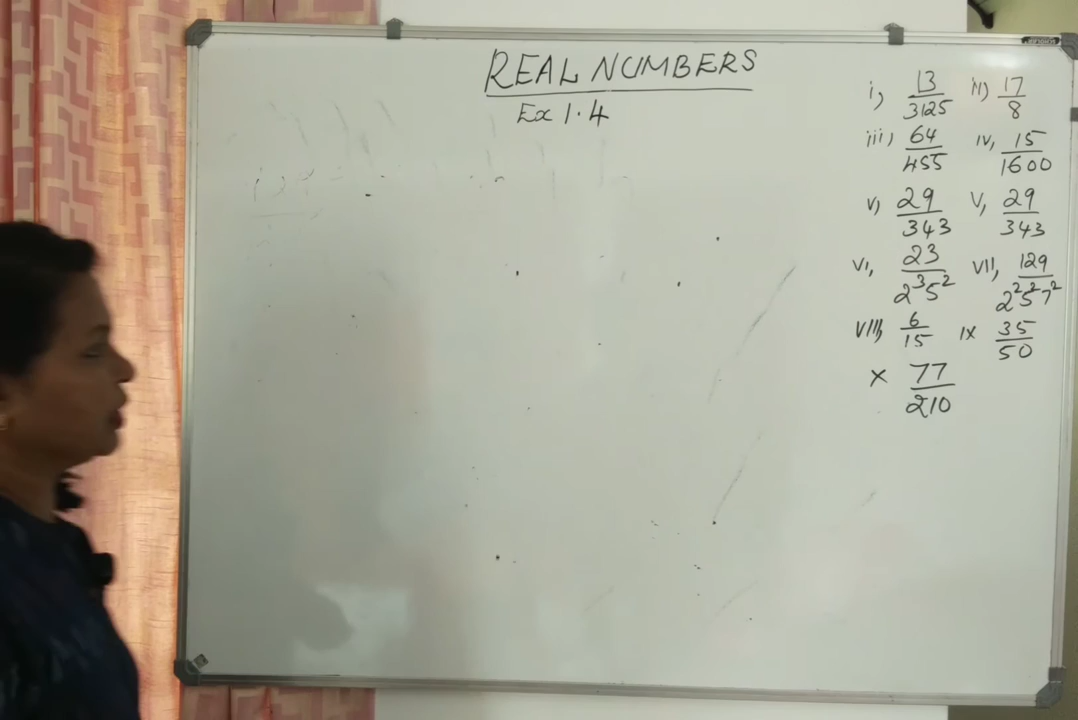 REAL NUMBERS
Ex 1.4
i, 13/3125 ii) 17/8
iii) 64/455 iv, 15/1600
v) 29/343 v, 29/343
vi, 23/2³5² vii, 129/2²5²7²
viii) 6/15 ix 35/50
x 77/210